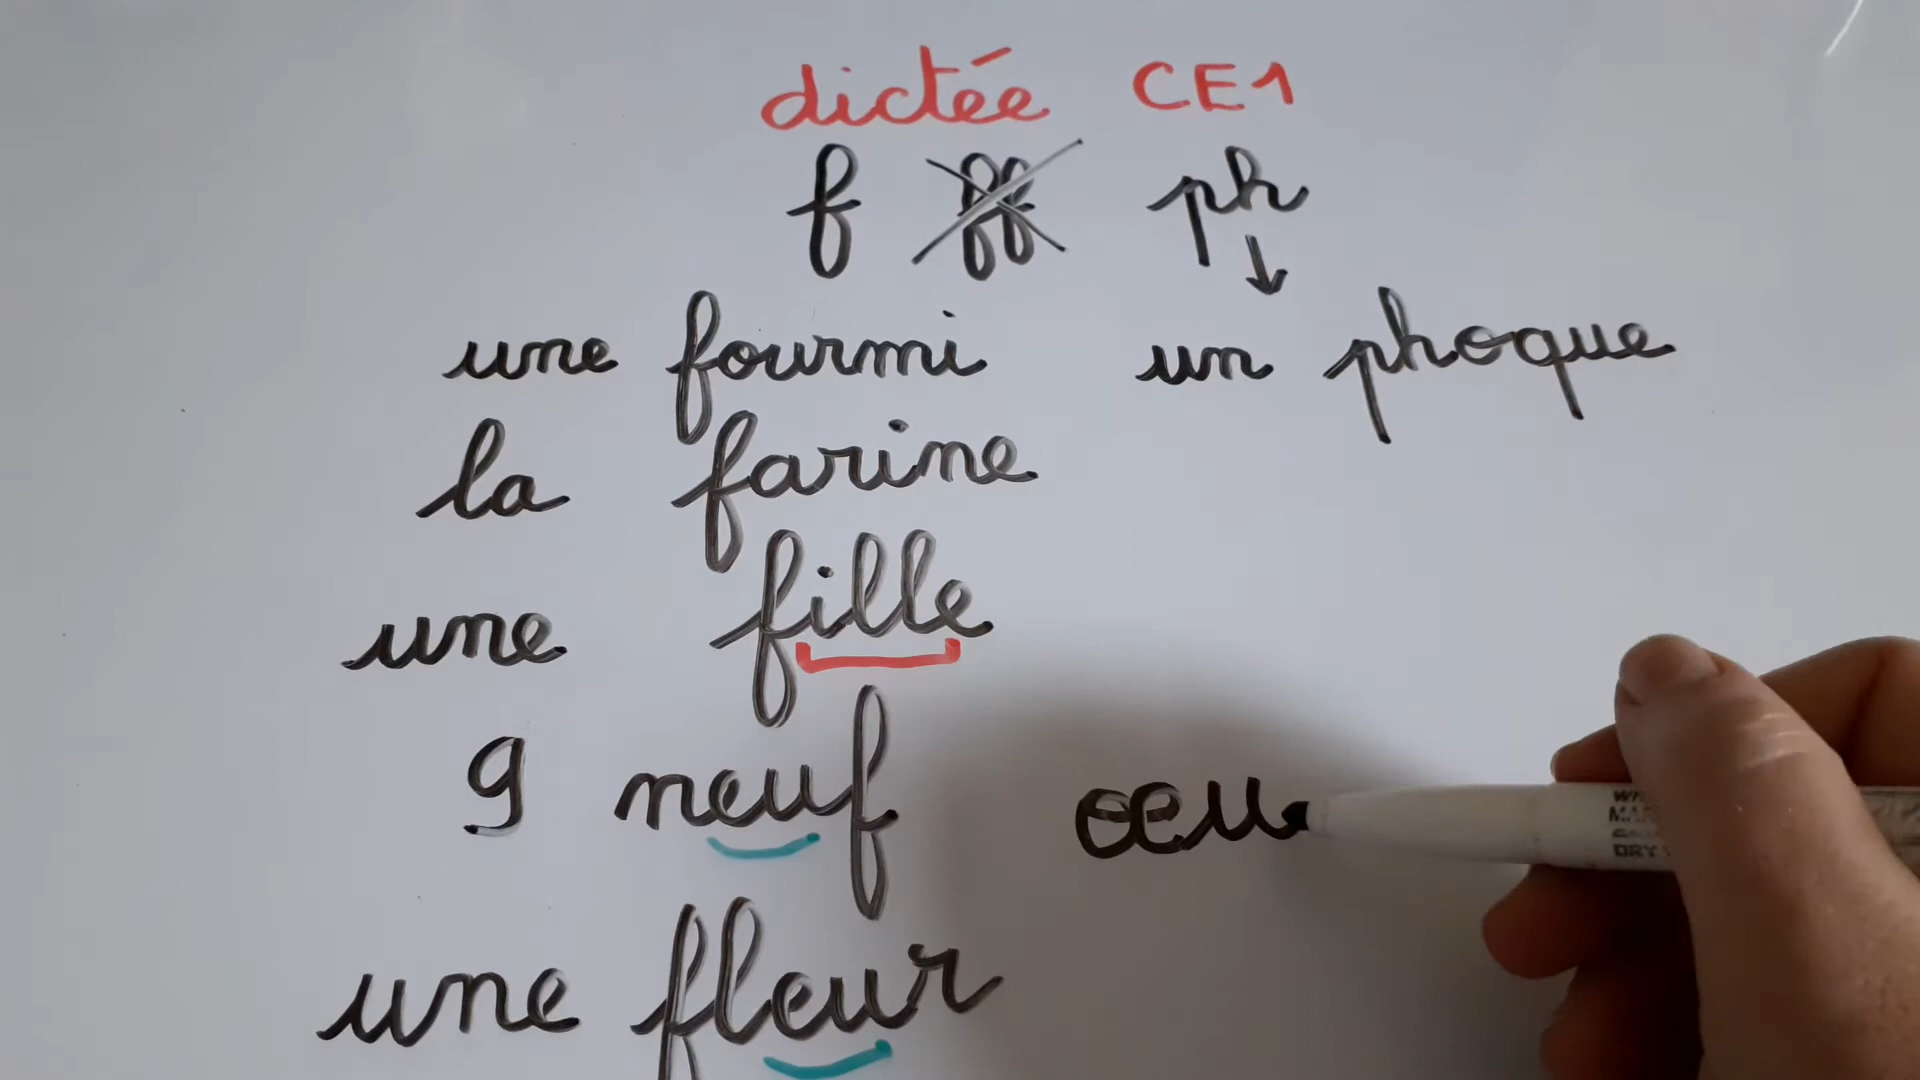 dictée CE1
f ff ph
une fourmi un phoque
la farine
une fille
9 neuf oeu
une fleur